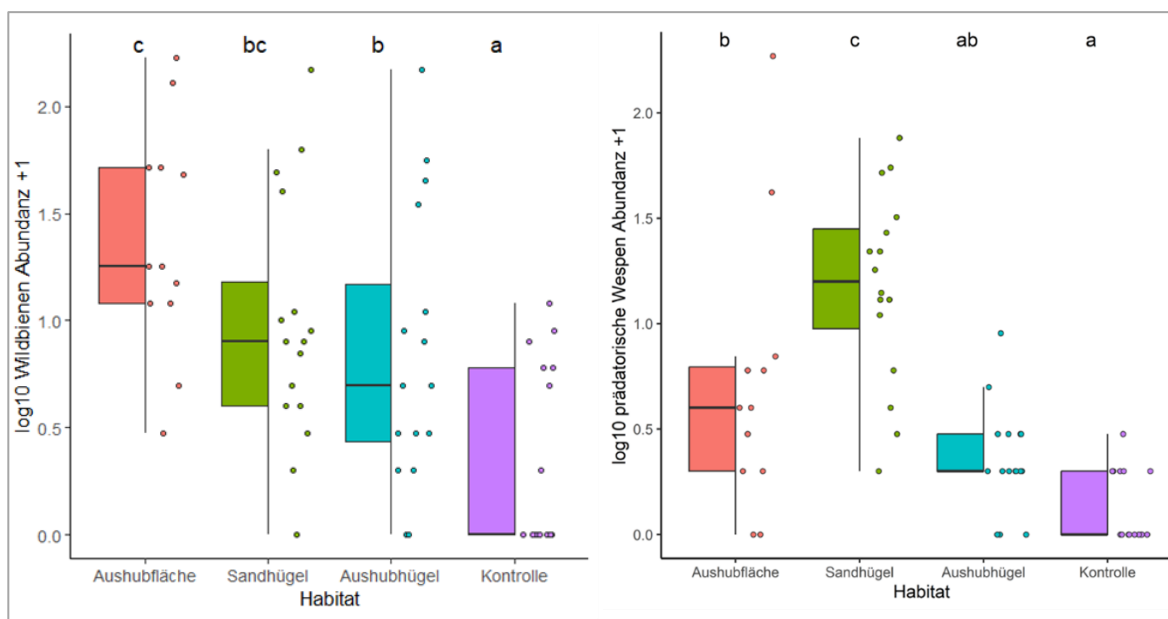 c bc b a
log10 Wildbienen Abundanz +1
2.0
1.5
1.0
0.5
0.0
Aushubfläche Sandhügel Aushubhügel Kontrolle
Habitat
b c ab a
log10 prädatorische Wespen Abundanz +1
2.0
1.5
1.0
0.5
0.0
Aushubfläche Sandhügel Aushubhügel Kontrolle
Habitat